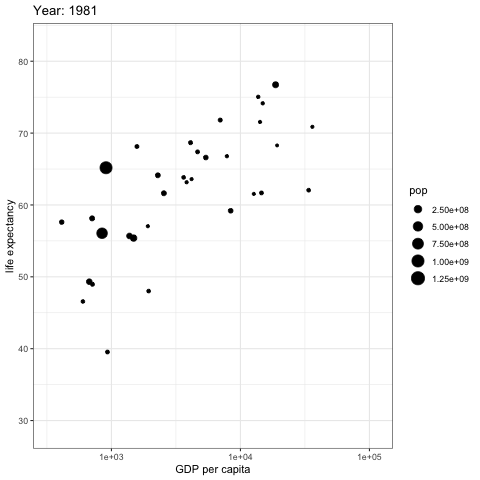 Year: 1981
80
70
60
50
40
30
life expectancy
1e+03
1e+04
1e+05
GDP per capita
pop
2.50e+08
5.00e+08
7.50e+08
1.00e+09
1.25e+09